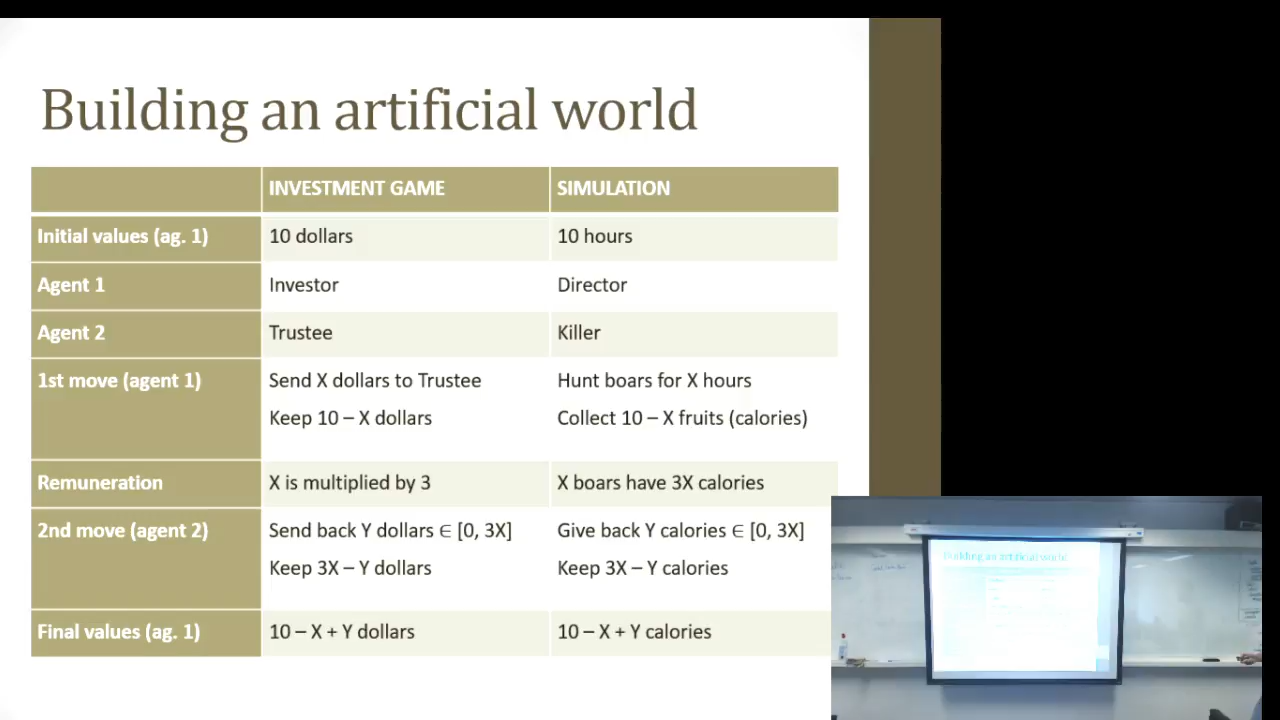 Building an artificial world
INVESTMENT GAME
SIMULATION
Initial values (ag. 1)
10 dollars
10 hours
Agent 1
Investor
Director
Agent 2
Trustee
Killer
1st move (agent 1)
Send X dollars to Trustee
Hunt boars for X hours
Keep 10 – X dollars
Collect 10 – X fruits (calories)
Remuneration
X is multiplied by 3
X boars have 3X calories
2nd move (agent 2)
Send back Y dollars ∈ [0, 3X]
Give back Y calories ∈ [0, 3X]
Keep 3X – Y dollars
Keep 3X – Y calories
Final values (ag. 1)
10 – X + Y dollars
10 – X + Y calories
Building an artificial world